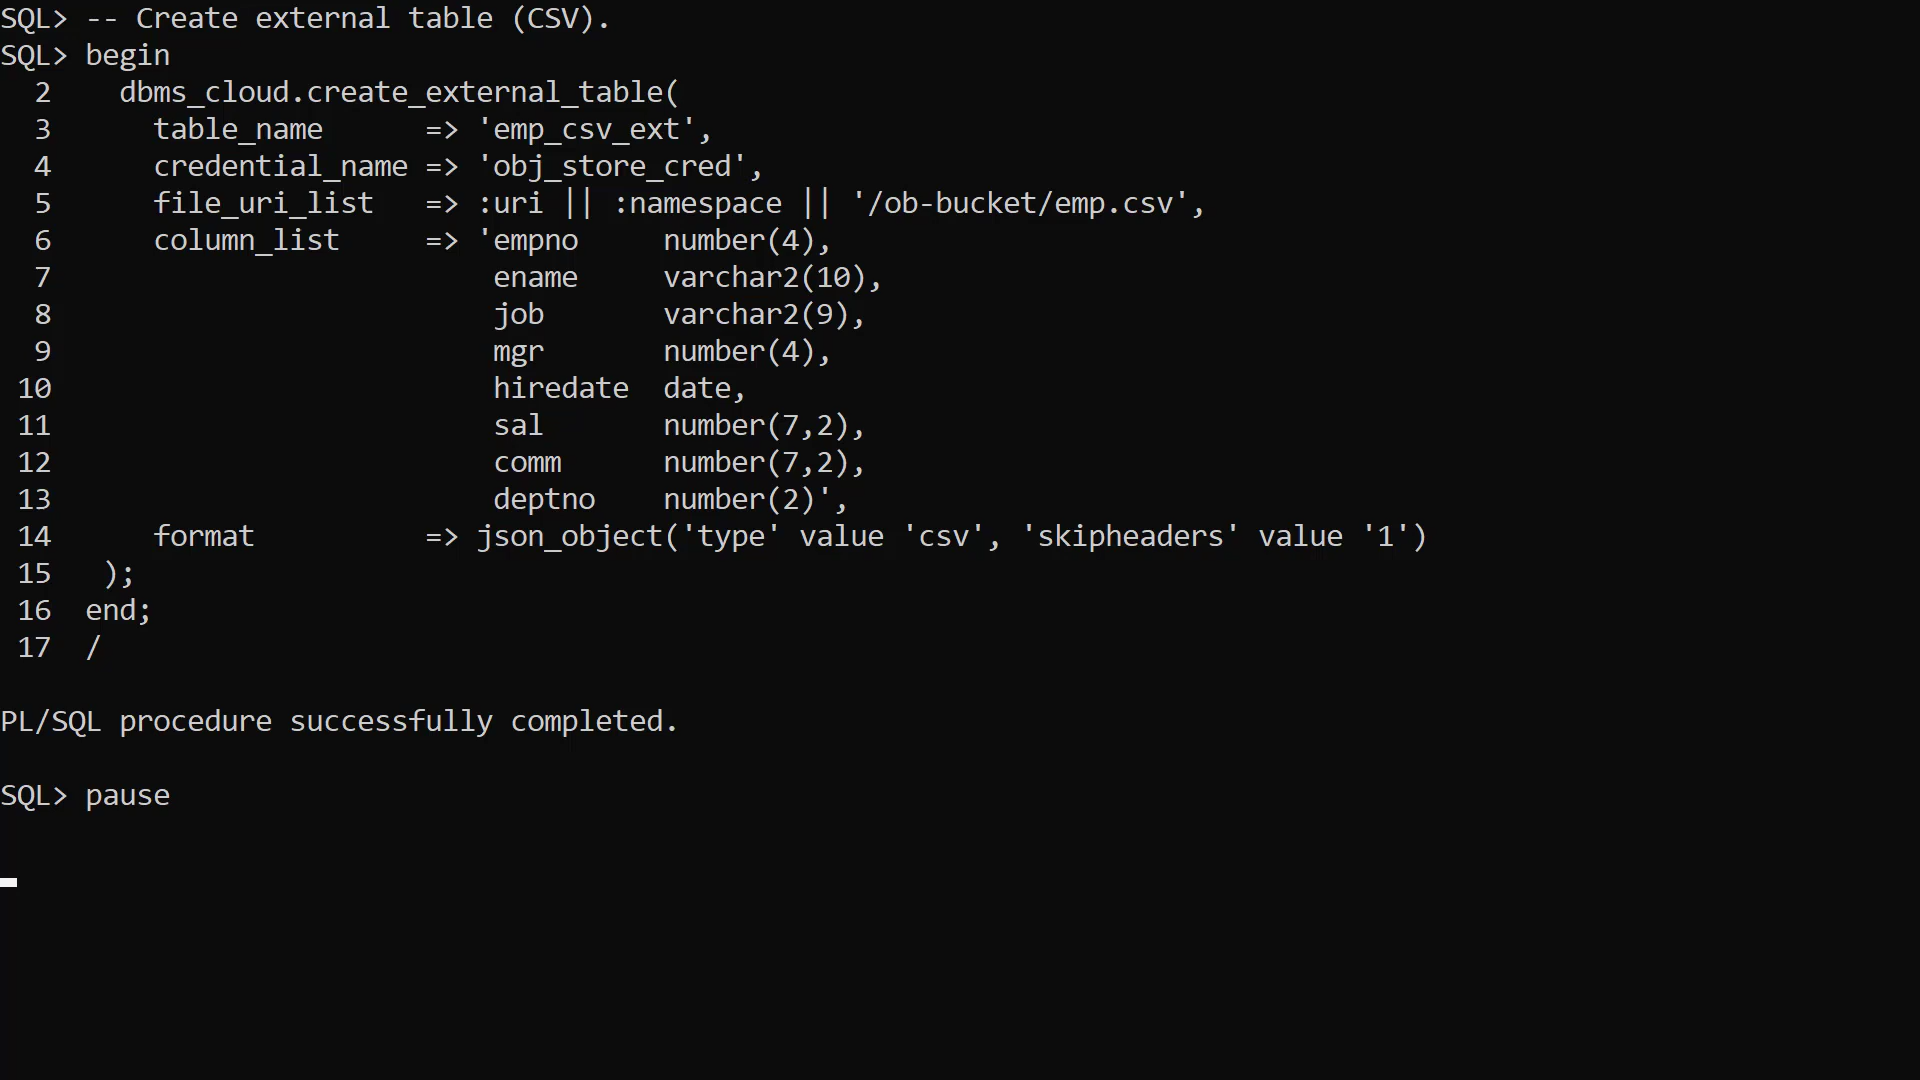 SQL> -- Create external table (CSV).
SQL> begin
  2    dbms_cloud.create_external_table(
  3      table_name      => 'emp_csv_ext',
  4      credential_name => 'obj_store_cred',
  5      file_uri_list   => :uri || :namespace || '/ob-bucket/emp.csv',
  6      column_list     => 'empno     number(4),
  7                          ename     varchar2(10),
  8                          job       varchar2(9),
  9                          mgr       number(4),
 10                          hiredate  date,
 11                          sal       number(7,2),
 12                          comm      number(7,2),
 13                          deptno    number(2)',
 14      format          => json_object('type' value 'csv', 'skipheaders' value '1')
 15   );
 16  end;
 17  /
PL/SQL procedure successfully completed.
SQL> pause